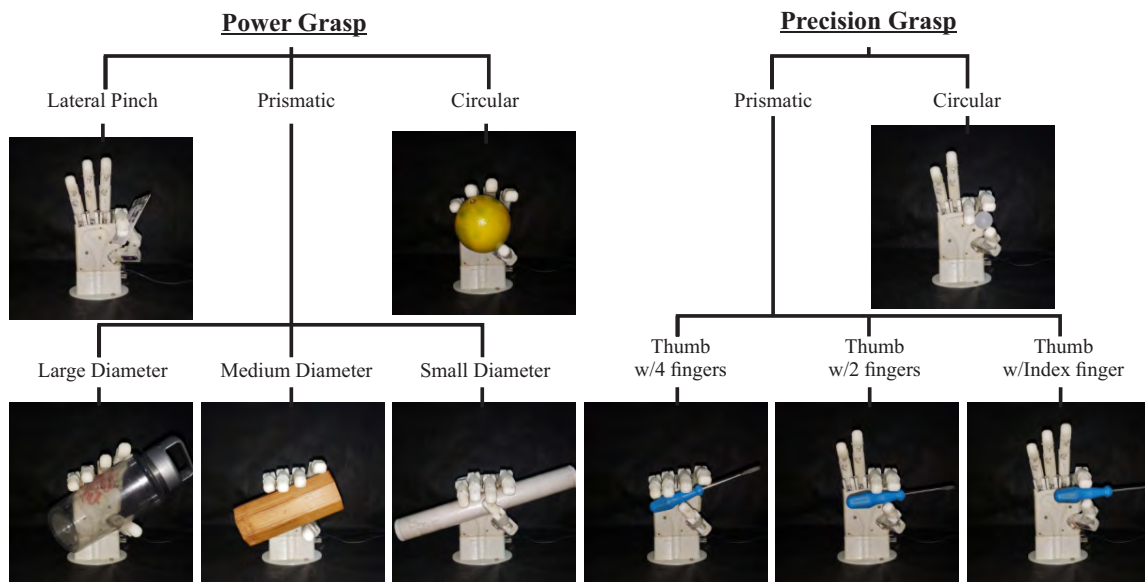 Power Grasp
Precision Grasp
Lateral Pinch
Prismatic
Circular
Prismatic
Circular
Large Diameter
Medium Diameter
Small Diameter
Thumb
w/4 fingers
Thumb
w/2 fingers
Thumb
w/Index finger